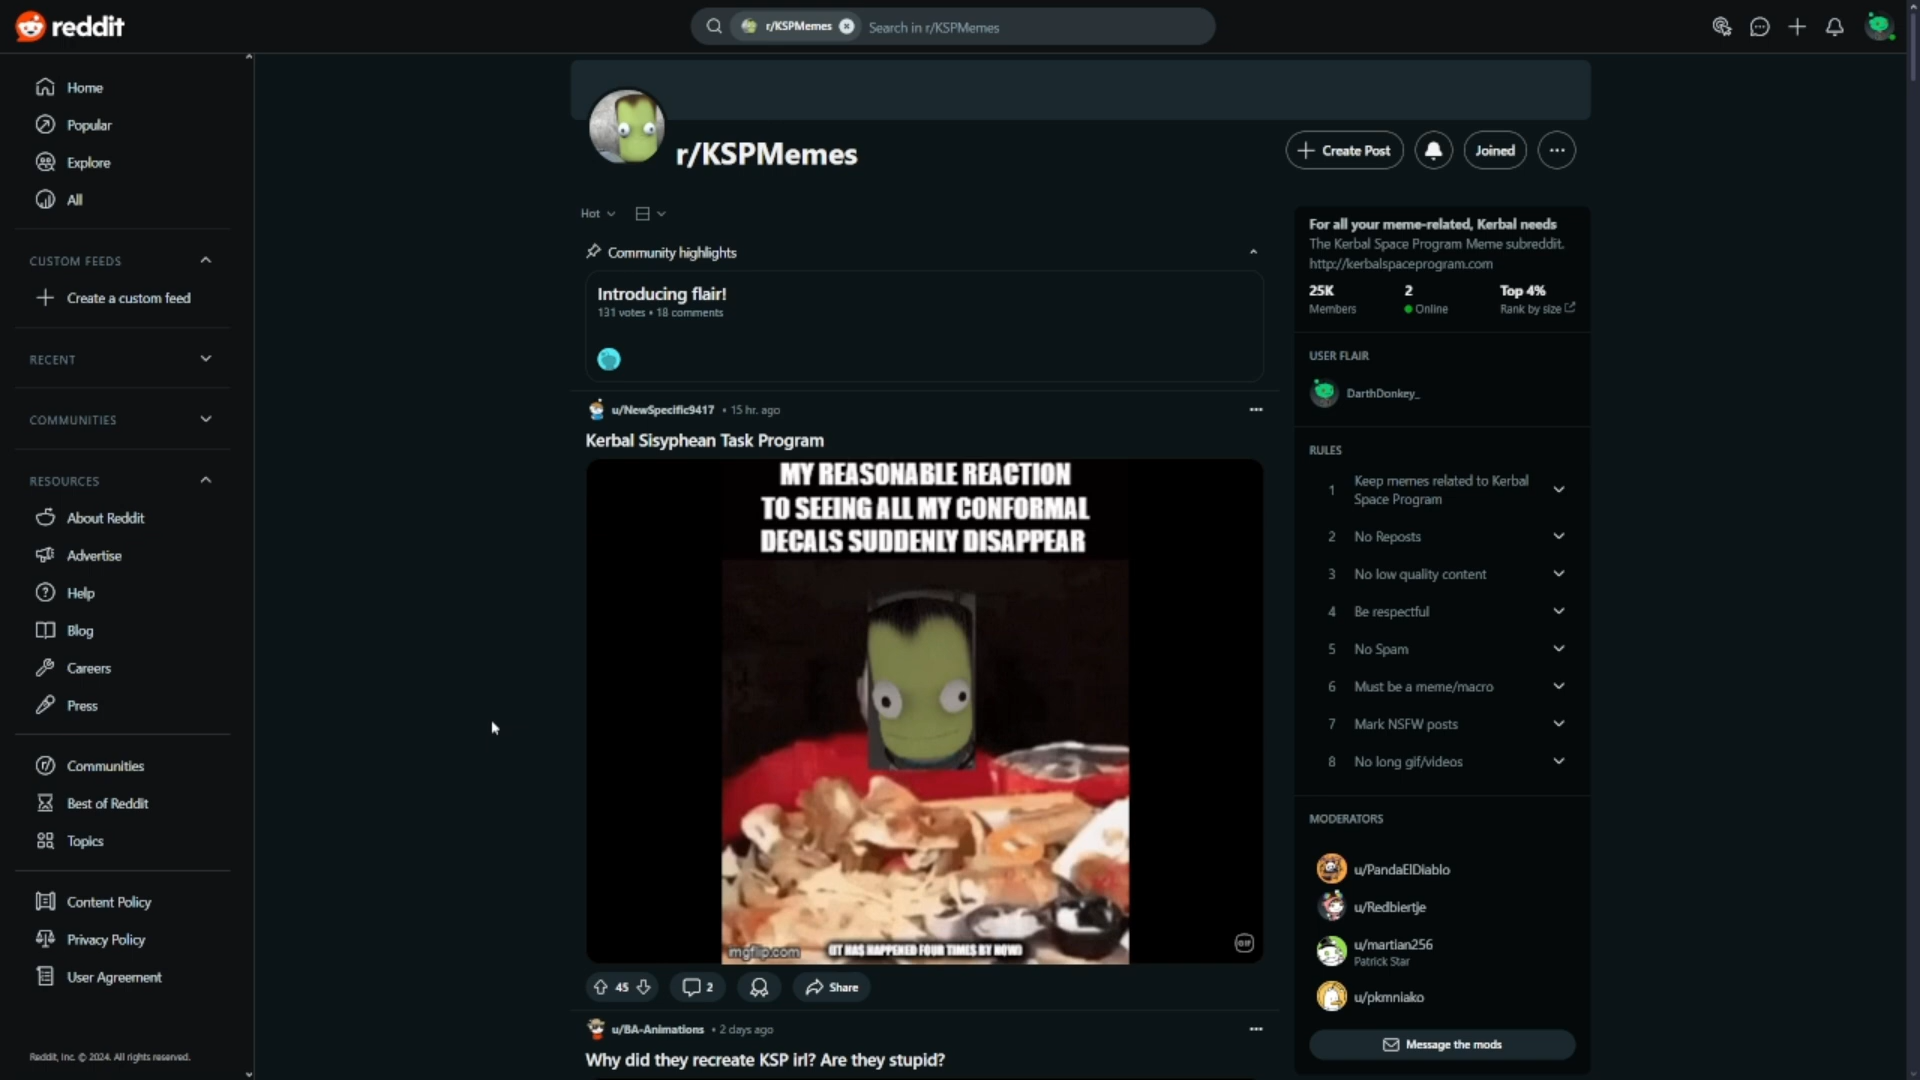 reddit
r/KSPMemes
Search in r/KSPMemes
Home
Popular
Explore
All
CUSTOM FEEDS
Create a custom feed
RECENT
COMMUNITIES
RESOURCES
About Reddit
Advertise
Help
Blog
Careers
Press
Communities
Best of Reddit
Topics
Content Policy
Privacy Policy
User Agreement
Reddit, Inc. © 2024. All rights reserved.
r/KSPMemes
Create Post
Joined
Hot
Community highlights
Introducing flair!
131 votes • 18 comments
u/NewSpecific9417 • 15 hr. ago
Kerbal Sisyphean Task Program
MY REASONABLE REACTION
TO SEEING ALL MY CONFORMAL
DECALS SUDDENLY DISAPPEAR
imgflip.com
(IT HAS HAPPENED FOUR TIMES BY NOW)
GIF
45
2
Share
u/BA-Animations • 2 days ago
Why did they recreate KSP irl? Are they stupid?
For all your meme-related, Kerbal needs
The Kerbal Space Program Meme subreddit.
http://kerbalspaceprogram.com
25K 2 Top 4%
Members Online Rank by size
USER FLAIR
DarthDonkey_
RULES
1 Keep memes related to Kerbal
Space Program
2 No Reposts
3 No low quality content
4 Be respectful
5 No Spam
6 Must be a meme/macro
7 Mark NSFW posts
8 No long gif/videos
MODERATORS
u/PandaElDiablo
u/Redbiertje
u/martian256
Patrick Star
u/pkmniako
Message the mods